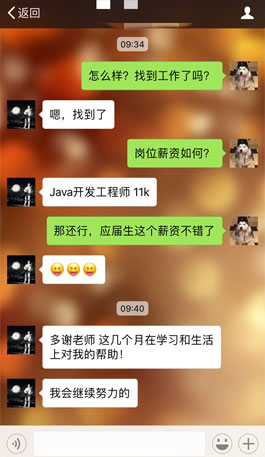 返回
09:34
怎么样？找到工作了吗？
嗯，找到了
岗位薪资如何？
Java开发工程师 11k
那还行，应届生这个薪资不错了
😝😝😝
09:40
多谢老师 这几个月在学习和生活
上对我的帮助！
我会继续努力的